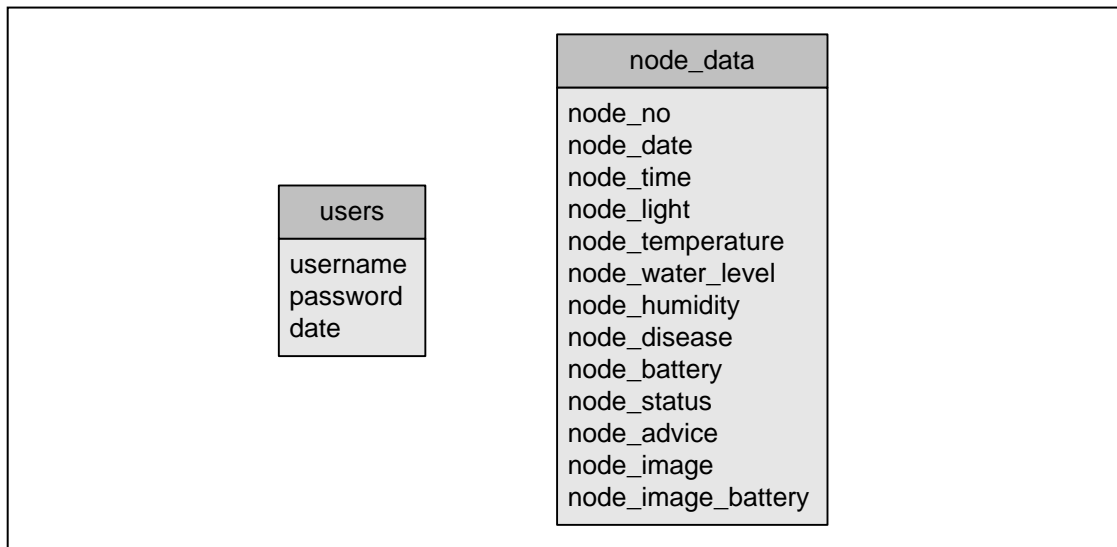 users
username
password
date
node_data
node_no
node_date
node_time
node_light
node_temperature
node_water_level
node_humidity
node_disease
node_battery
node_status
node_advice
node_image
node_image_battery